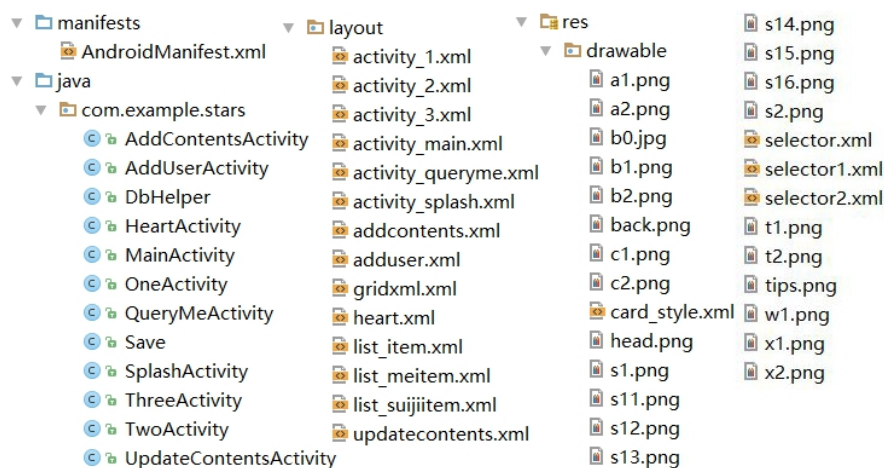 manifests
AndroidManifest.xml
java
com.example.stars
AddContentsActivity
AddUserActivity
DbHelper
HeartActivity
MainActivity
OneActivity
QueryMeActivity
Save
SplashActivity
ThreeActivity
TwoActivity
UpdateContentsActivity
layout
activity_1.xml
activity_2.xml
activity_3.xml
activity_main.xml
activity_queryme.xml
activity_splash.xml
addcontents.xml
adduser.xml
gridxml.xml
heart.xml
list_item.xml
list_meitem.xml
list_suijiitem.xml
updatecontents.xml
res
drawable
a1.png
a2.png
b0.jpg
b1.png
b2.png
back.png
c1.png
c2.png
card_style.xml
head.png
s1.png
s11.png
s12.png
s13.png
s14.png
s15.png
s16.png
s2.png
selector.xml
selector1.xml
selector2.xml
t1.png
t2.png
tips.png
w1.png
x1.png
x2.png